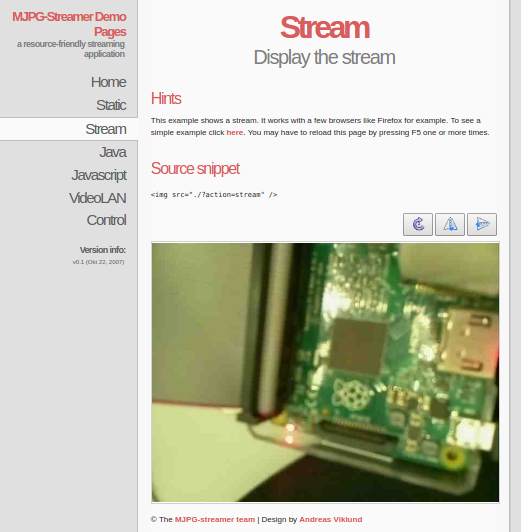 MJPG-Streamer Demo
Pages
a resource-friendly streaming
application
Home
Static
Stream
Java
Javascript
VideoLAN
Control
Version info:
v0.1 (Okt 22, 2007)
Stream
Display the stream
Hints
This example shows a stream. It works with a few browsers like Firefox for example. To see a
simple example click here. You may have to reload this page by pressing F5 one or more times.
Source snippet
<img src="./?action=stream" />
© The MJPG-streamer team | Design by Andreas Viklund